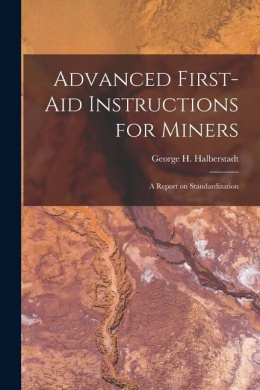 ADVANCED FIRST-
AID INSTRUCTIONS
FOR MINERS
George H. Halberstadt
A Report on Standardization